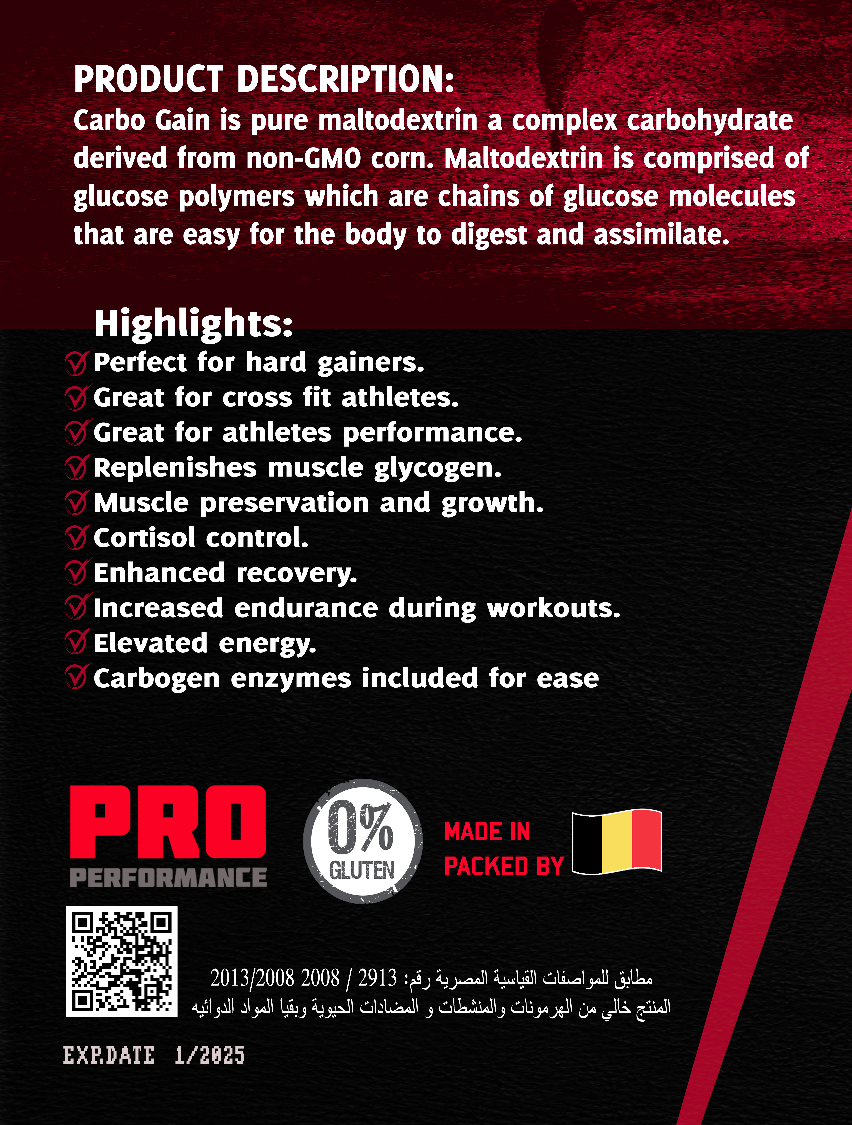 PRODUCT DESCRIPTION:
Carbo Gain is pure maltodextrin a complex carbohydrate
derived from non-GMO corn. Maltodextrin is comprised of
glucose polymers which are chains of glucose molecules
that are easy for the body to digest and assimilate.
Highlights:
Perfect for hard gainers.
Great for cross fit athletes.
Great for athletes performance.
Replenishes muscle glycogen.
Muscle preservation and growth.
Cortisol control.
Enhanced recovery.
Increased endurance during workouts.
Elevated energy.
Carbogen enzymes included for ease
PRO
PERFORMANCE
0%
GLUTEN
MADE IN
PACKED BY
مطابق للمواصفات القياسية المصرية رقم: 2913 / 2008 2013/2008
المنتج خالي من الهرمونات والمنشطات و المضادات الحيوية وبقيا المواد الدوائيه
EXP.DATE 1/2025